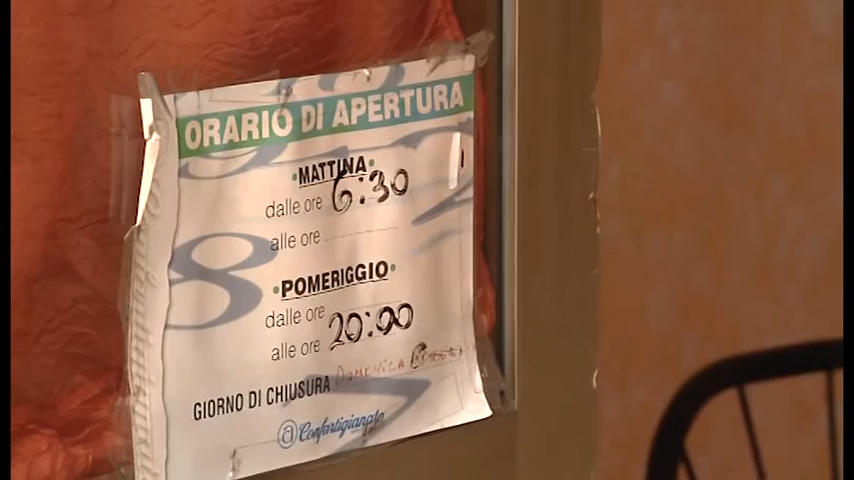 ORARIO DI APERTURA
• MATTINA •
dalle ore 6:30
alle ore
• POMERIGGIO •
dalle ore
alle ore 20:00
GIORNO DI CHIUSURA DOMENICA
Confartigianato